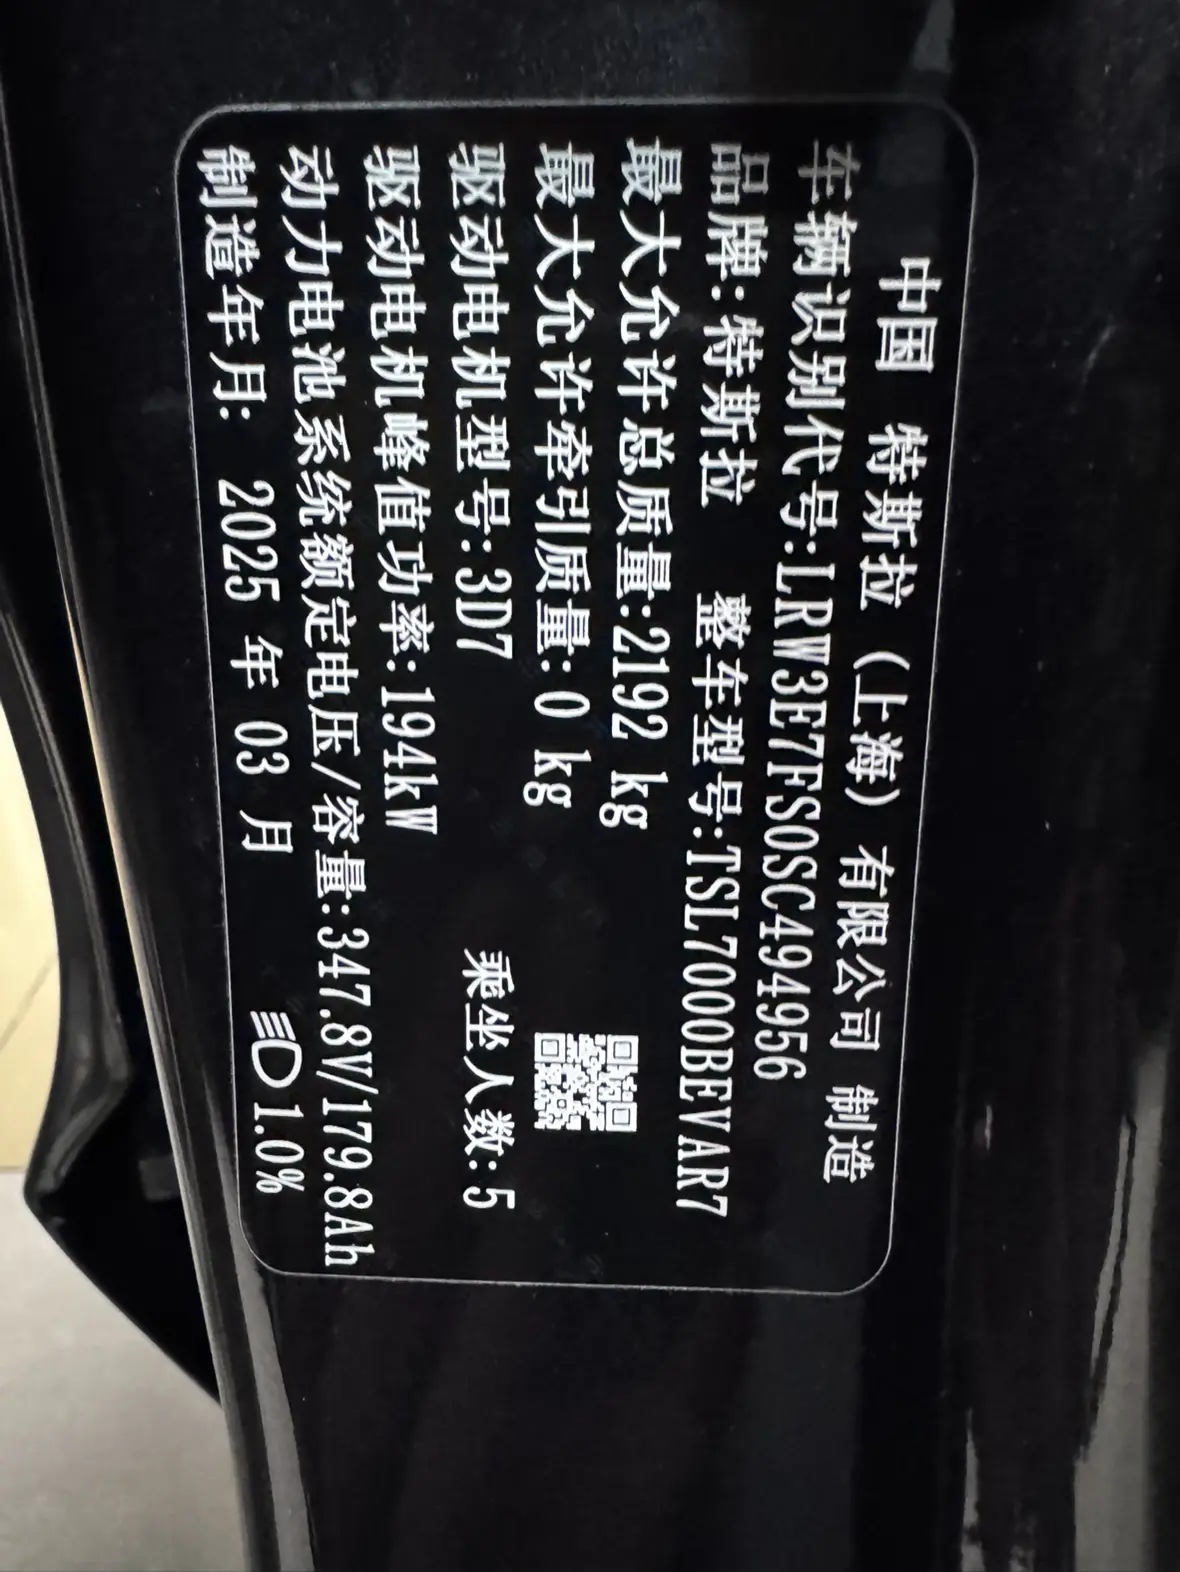 中国 特斯拉(上海)有限公司 制造
车辆识别代号:LRW3E7FS0SC494956
品牌:特斯拉 整车型号:TSL7000BEVAR7
最大允许总质量:2192 kg
最大允许牵引质量:0 kg
驱动电机型号:3D7 乘坐人数:5
驱动电机峰值功率:194kW
动力电池系统额定电压/容量:347.8V/179.8Ah
制造年月: 2025 年 03 月 1.0%